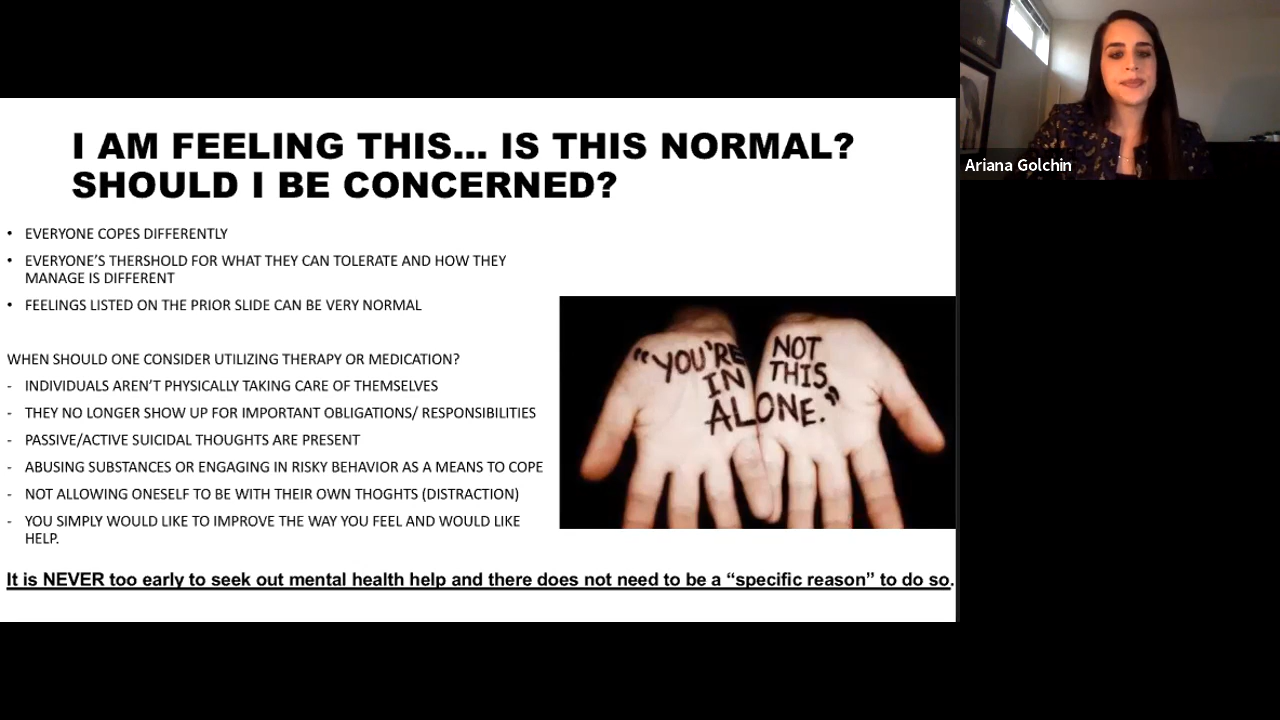 I AM FEELING THIS... IS THIS NORMAL?
SHOULD I BE CONCERNED?
• EVERYONE COPES DIFFERENTLY
• EVERYONE'S THERSHOLD FOR WHAT THEY CAN TOLERATE AND HOW THEY
MANAGE IS DIFFERENT
• FEELINGS LISTED ON THE PRIOR SLIDE CAN BE VERY NORMAL
WHEN SHOULD ONE CONSIDER UTILIZING THERAPY OR MEDICATION?
- INDIVIDUALS AREN'T PHYSICALLY TAKING CARE OF THEMSELVES
- THEY NO LONGER SHOW UP FOR IMPORTANT OBLIGATIONS/ RESPONSIBILITIES
- PASSIVE/ACTIVE SUICIDAL THOUGHTS ARE PRESENT
- ABUSING SUBSTANCES OR ENGAGING IN RISKY BEHAVIOR AS A MEANS TO COPE
- NOT ALLOWING ONESELF TO BE WITH THEIR OWN THOGHTS (DISTRACTION)
- YOU SIMPLY WOULD LIKE TO IMPROVE THE WAY YOU FEEL AND WOULD LIKE
HELP.
"YOU'RE NOT
IN THIS
ALONE."
It is NEVER too early to seek out mental health help and there does not need to be a "specific reason" to do so.
Ariana Golchin